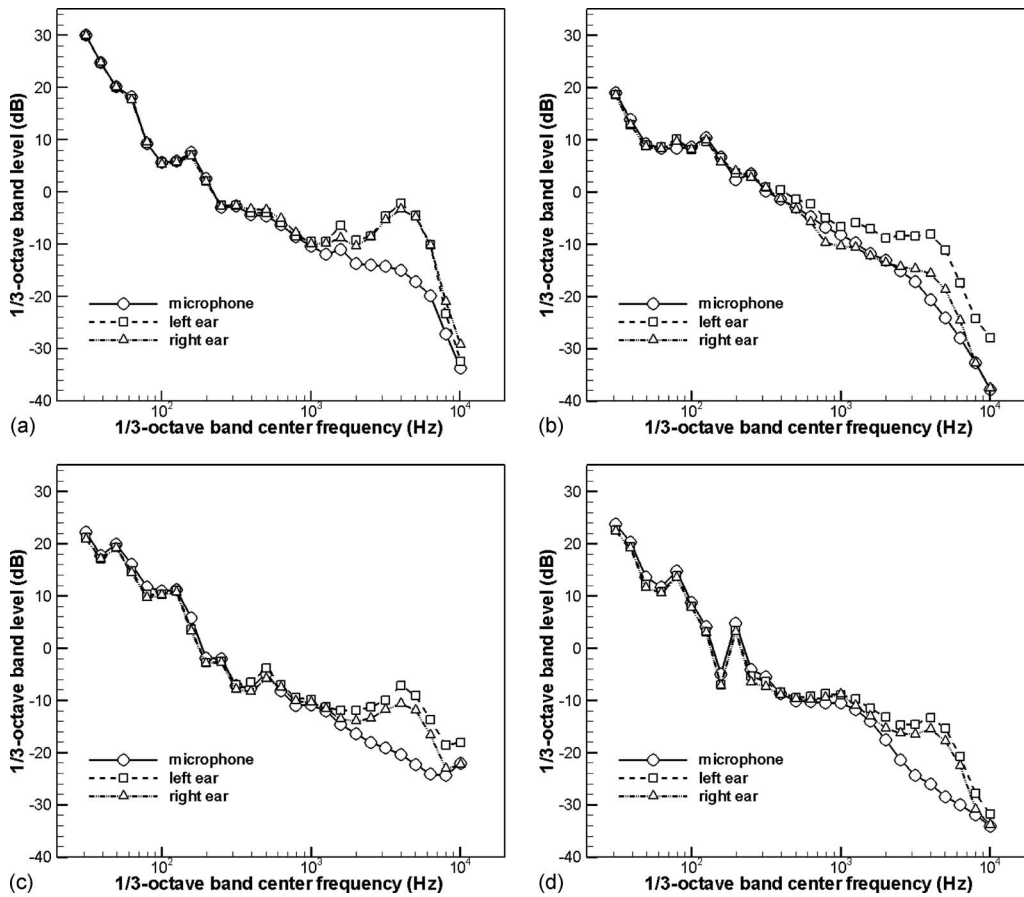 1/3-octave band level (dB)
30
20
10
0
-10
-20
-30
-40
microphone
left ear
right ear
10²
10³
10⁴
(a)
1/3-octave band center frequency (Hz)
1/3-octave band level (dB)
30
20
10
0
-10
-20
-30
-40
microphone
left ear
right ear
10²
10³
10⁴
(b)
1/3-octave band center frequency (Hz)
1/3-octave band level (dB)
30
20
10
0
-10
-20
-30
-40
microphone
left ear
right ear
10²
10³
10⁴
(c)
1/3-octave band center frequency (Hz)
1/3-octave band level (dB)
30
20
10
0
-10
-20
-30
-40
microphone
left ear
right ear
10²
10³
10⁴
(d)
1/3-octave band center frequency (Hz)